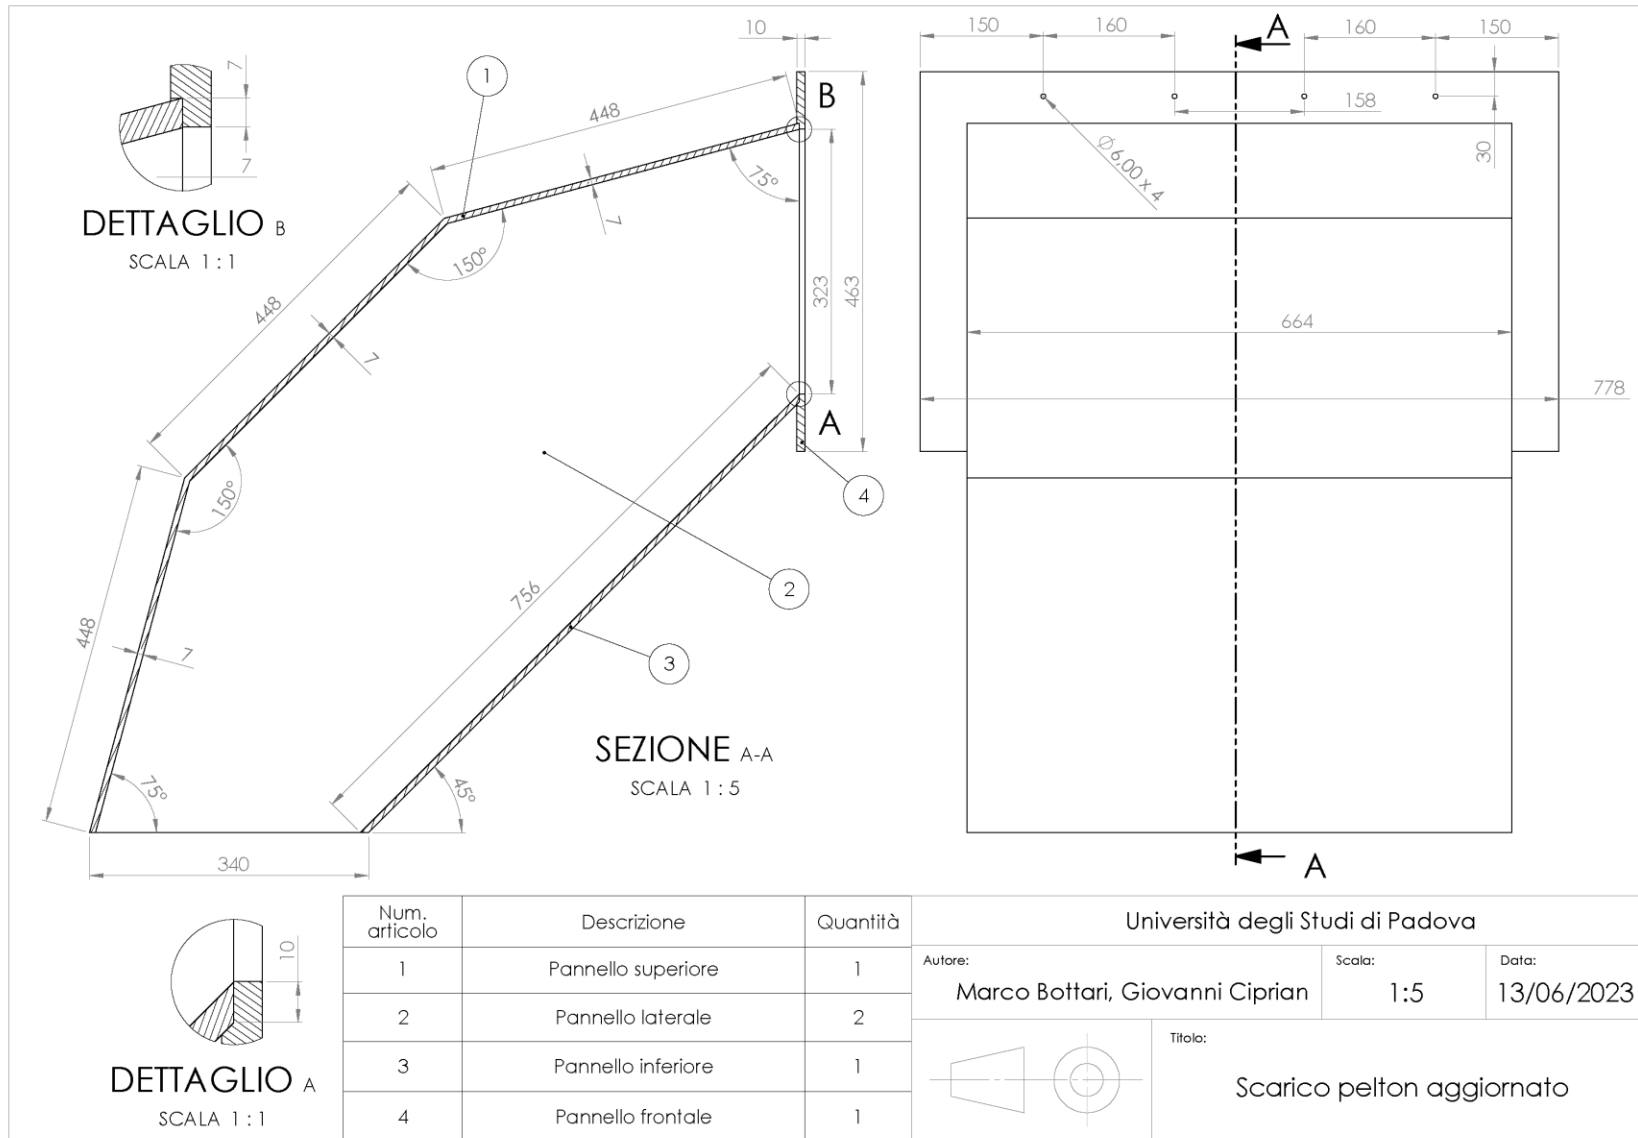 10
150
160
A
160
150
7
1
B
448
158
7
Ø 6,00 x 4
30
75°
DETTAGLIO B
SCALA 1 : 1
7
150°
448
323
463
664
7
778
A
150°
4
756
2
448
7
3
SEZIONE A-A
SCALA 1 : 5
75°
45°
340
A
Num. articolo
Descrizione
Quantità
1
Pannello superiore
1
2
Pannello laterale
2
3
Pannello inferiore
1
4
Pannello frontale
1
10
DETTAGLIO A
SCALA 1 : 1
Università degli Studi di Padova
Autore:
Marco Bottari, Giovanni Ciprian
Scala:
1:5
Data:
13/06/2023
Titolo:
Scarico pelton aggiornato